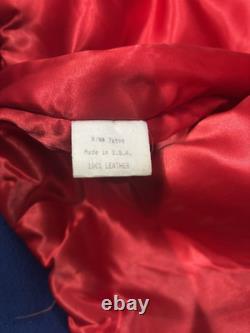 Made in U.S.A.
100% LEATHER